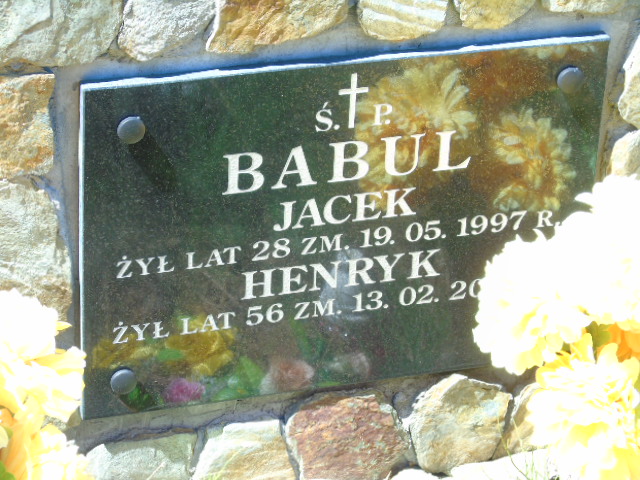 Ś. P.
BABUL
JACEK
ŻYŁ LAT 28 ZM. 19. 05. 1997 R.
HENRYK
ŻYŁ LAT 56 ZM. 13. 02.